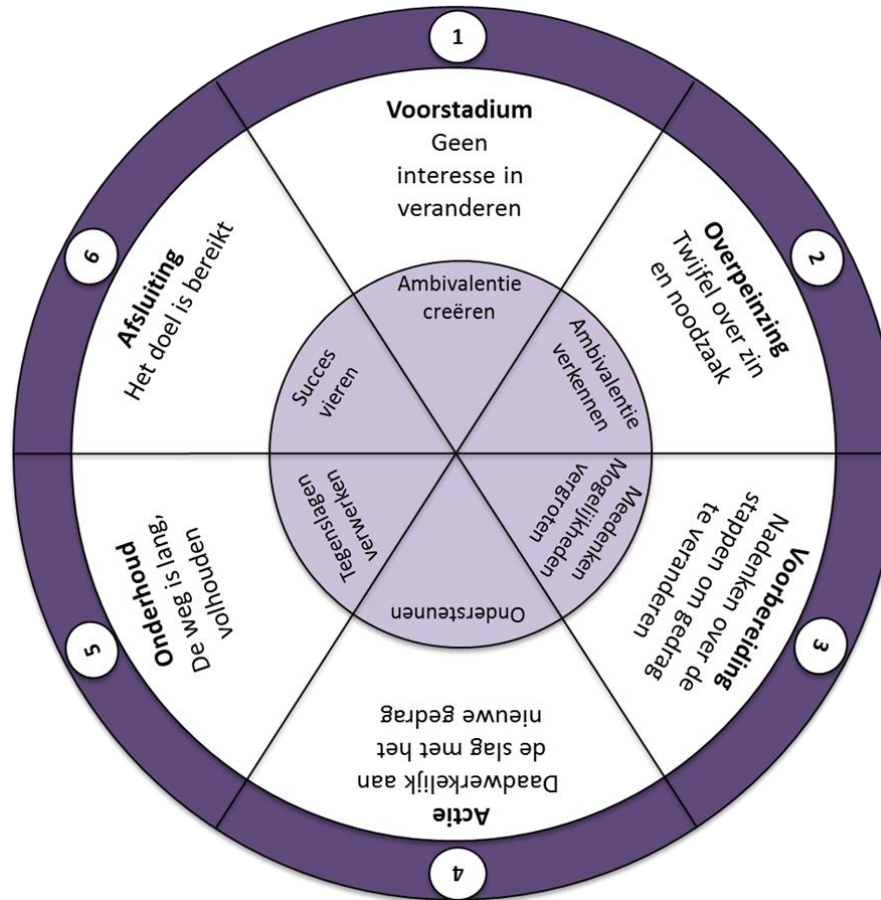 1
Voorstadium
Geen
interesse in
veranderen
Ambivalentie
creëren
2
Overpeinzing
Twijfel over zin
en noodzaak
Ambivalentie
verkennen
3
Voorbereiding
Nadenken over de
stappen om gedrag
te veranderen
Meedenken
Mogelijkheden
vergroten
4
Actie
Daadwerkelijk aan
de slag met het
nieuwe gedrag
Ondersteunen
5
Onderhoud
De weg is lang,
volhouden
Tegenslagen
verwerken
6
Afsluiting
Het doel is bereikt
Succes
vieren